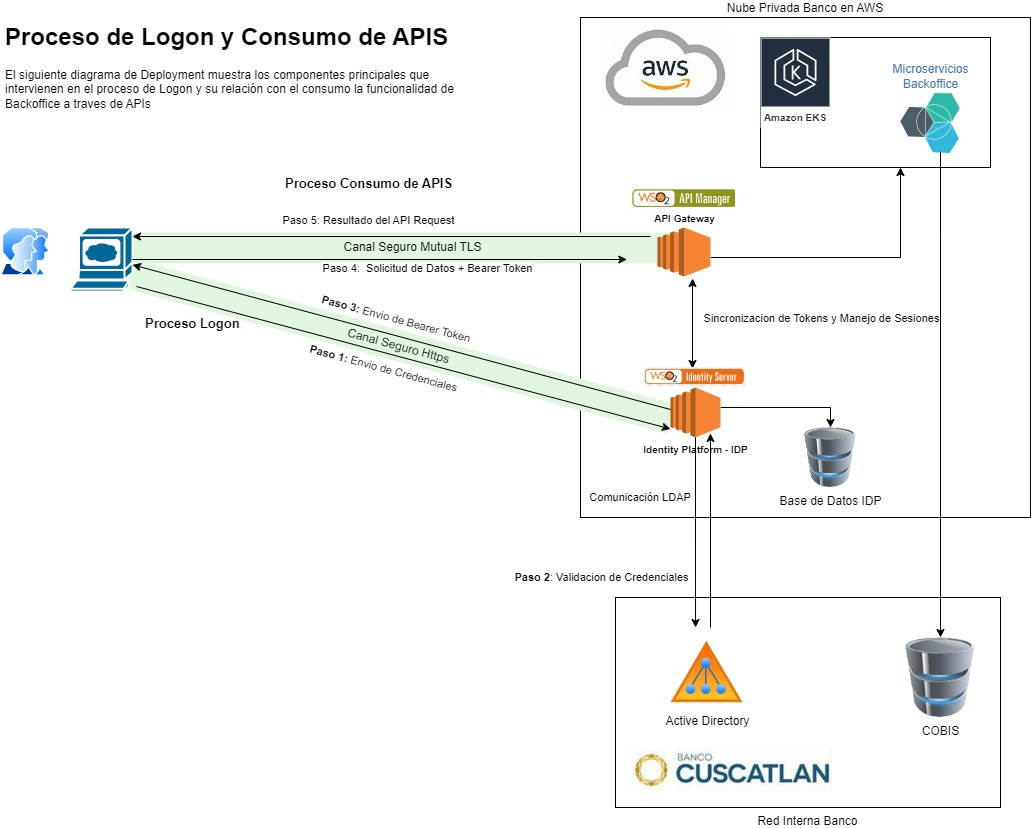 Nube Privada Banco en AWS
Proceso de Logon y Consumo de APIS
El siguiente diagrama de Deployment muestra los componentes principales que
intervienen en el proceso de Logon y su relación con el consumo la funcionalidad de
Backoffice a traves de APIs
aws
K
Amazon EKS
Microservicios
Backoffice
Proceso Consumo de APIS
WSO2 API Manager
API Gateway
Paso 5: Resultado del API Request
Canal Seguro Mutual TLS
Paso 4: Solicitud de Datos + Bearer Token
Proceso Logon
Paso 3: Envio de Bearer Token
Canal Seguro Https
Paso 1: Envio de Credenciales
Sincronizacion de Tokens y Manejo de Sesiones
WSO2 Identity Server
Identity Platform - IDP
Comunicación LDAP
Base de Datos IDP
Paso 2: Validacion de Credenciales
Active Directory
COBIS
BANCO
CUSCATLAN
Red Interna Banco